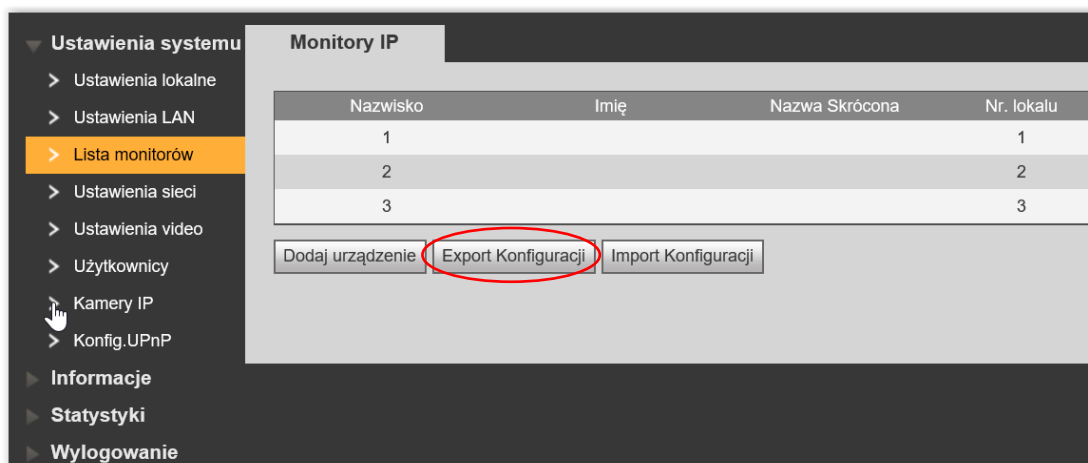 Ustawienia systemu
Ustawienia lokalne
Ustawienia LAN
Lista monitorów
Ustawienia sieci
Ustawienia video
Użytkownicy
Kamery IP
Konfig.UPnP
Informacje
Statystyki
Wylogowanie
Monitory IP
Nazwisko Imię Nazwa Skrócona Nr. lokalu
1 1
2 2
3 3
Dodaj urządzenie Export Konfiguracji Import Konfiguracji